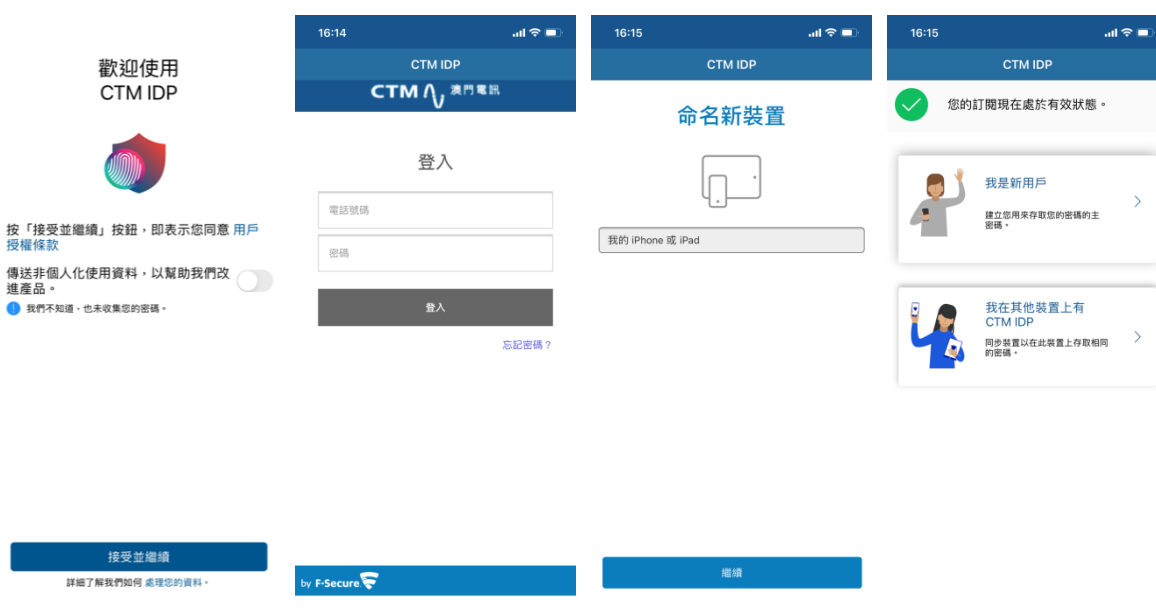 歡迎使用
CTM IDP
按「接受並繼續」按鈕，即表示您同意 用戶
授權條款
傳送非個人化使用資料，以幫助我們改
進產品。
我們不知道，也未收集您的密碼。
接受並繼續
詳細了解我們如何 處理您的資料。
16:14
CTM IDP
CTM 澳門電訊
登入
電話號碼
密碼
登入
忘記密碼？
by F-Secure
16:15
CTM IDP
命名新裝置
我的 iPhone 或 iPad
繼續
16:15
CTM IDP
您的訂閱現在處於有效狀態。
我是新用戶
建立您用來存取您的密碼的主
密碼。
我在其他裝置上有
CTM IDP
同步裝置以在此裝置上存取相同
的密碼。